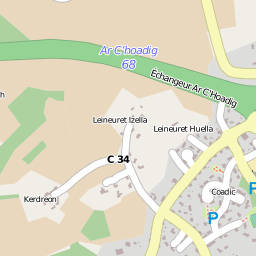 Ar C'hoadig
68
Échangeur Ar C'Hoadig
Leineuret Izella
Leineuret Huella
C 34
Coadic
Kerdreon
P
P